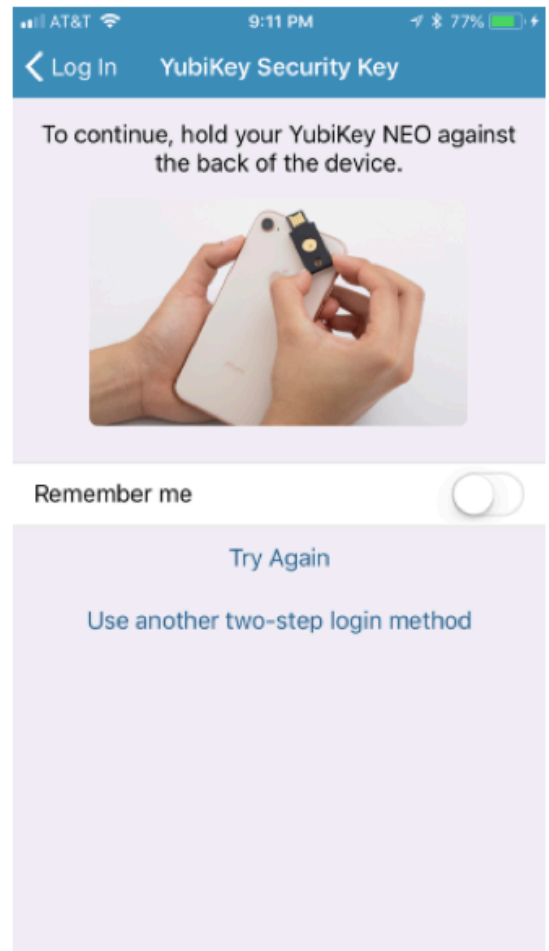 AT&T 9:11 PM 77%
Log In YubiKey Security Key
To continue, hold your YubiKey NEO against
the back of the device.
Remember me
Try Again
Use another two-step login method